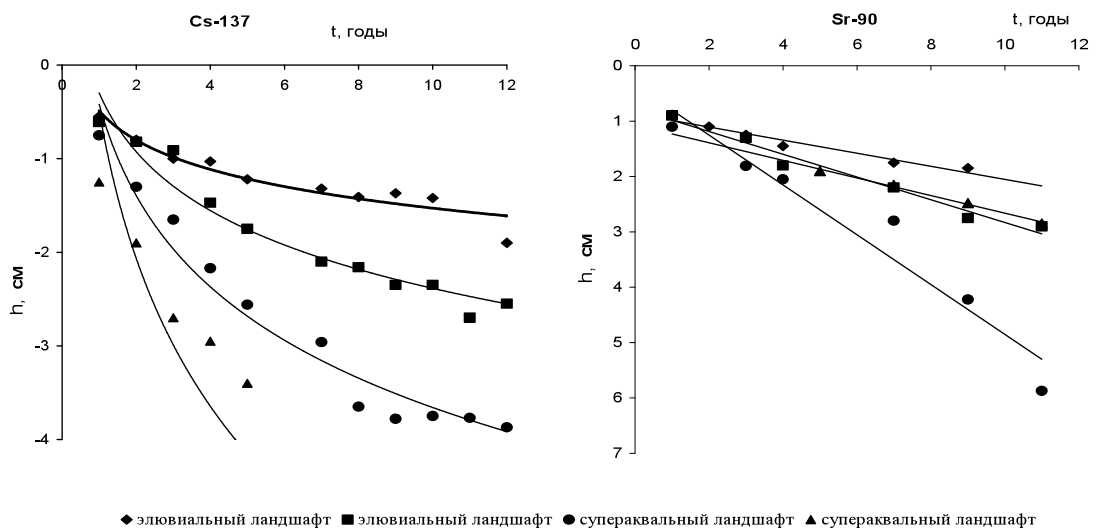 Cs-137
t, годы
0
0 2 4 6 8 10 12
-1
-2
-3
-4
h, см
Sr-90
t, годы
0 2 4 6 8 10 12
0
1
2
3
4
5
6
7
h, см
элювиальный ландшафт элювиальный ландшафт супераквальный ландшафт супераквальный ландшафт